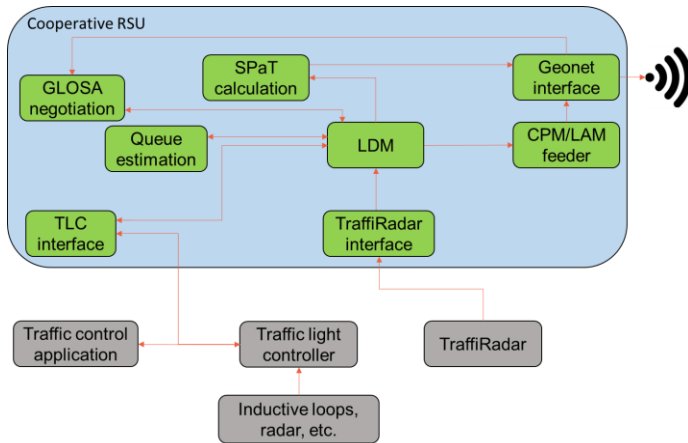 Cooperative RSU
SPaT
calculation
Geonet
interface
GLOSA
negotiation
Queue
estimation
LDM
CPM/LAM
feeder
TLC
interface
TraffiRadar
interface
Traffic control
application
Traffic light
controller
TraffiRadar
Inductive loops,
radar, etc.